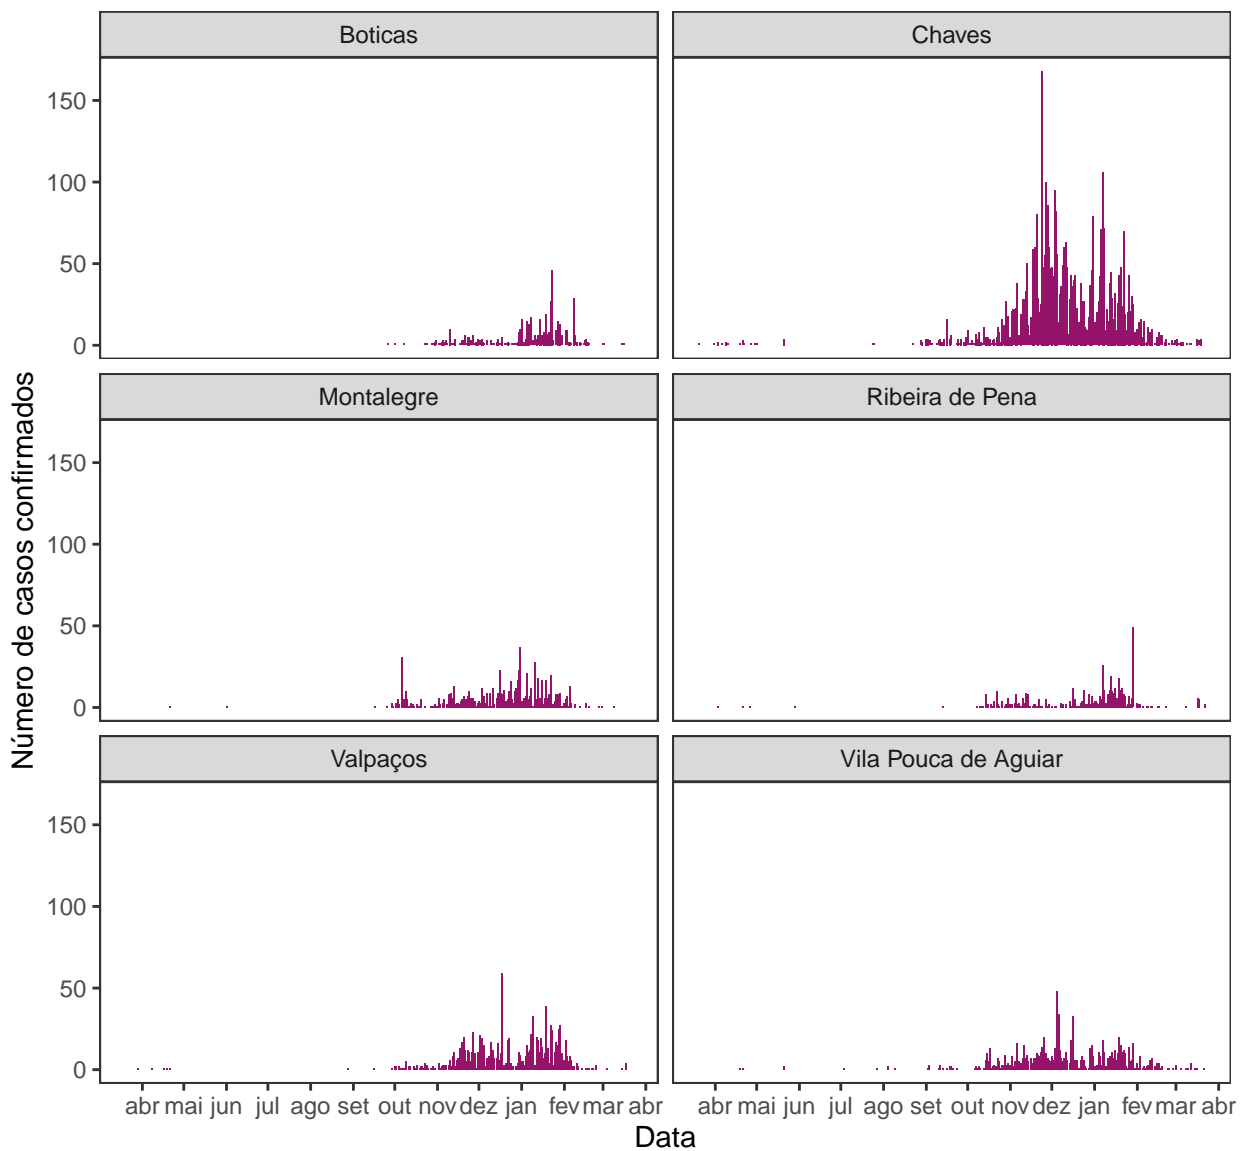 Boticas
Chaves
150
100
50
0
Montalegre
Ribeira de Pena
150
100
50
0
Número de casos confirmados
Valpaços
Vila Pouca de Aguiar
150
100
50
0
abr mai jun jul ago set out nov dez jan fev mar abr
abr mai jun jul ago set out nov dez jan fev mar abr
Data